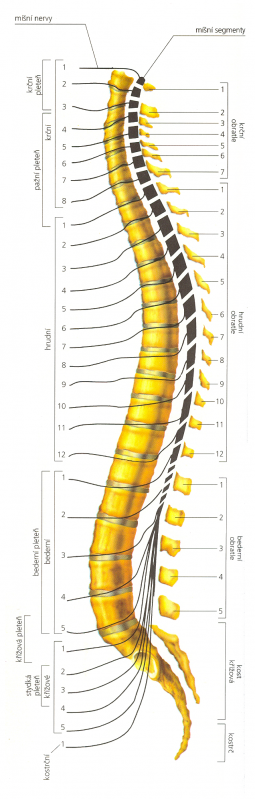 míšní nervy
míšní segmenty
krční
pleteň
krční
pažní pleteň
1
2
3
4
5
6
7
8
hrudní
1
2
3
4
5
6
7
8
9
10
11
12
bederní pleteň
bederní
1
2
3
4
5
křížová pleteň
stydká
pleteň
křížové
1
2
3
4
5
kostrční
1
krční
obratle
1
2
3
4
5
6
7
hrudní
obratle
1
2
3
4
5
6
7
8
9
10
11
12
bederní
obratle
1
2
3
4
5
kost
křížová
kostrč